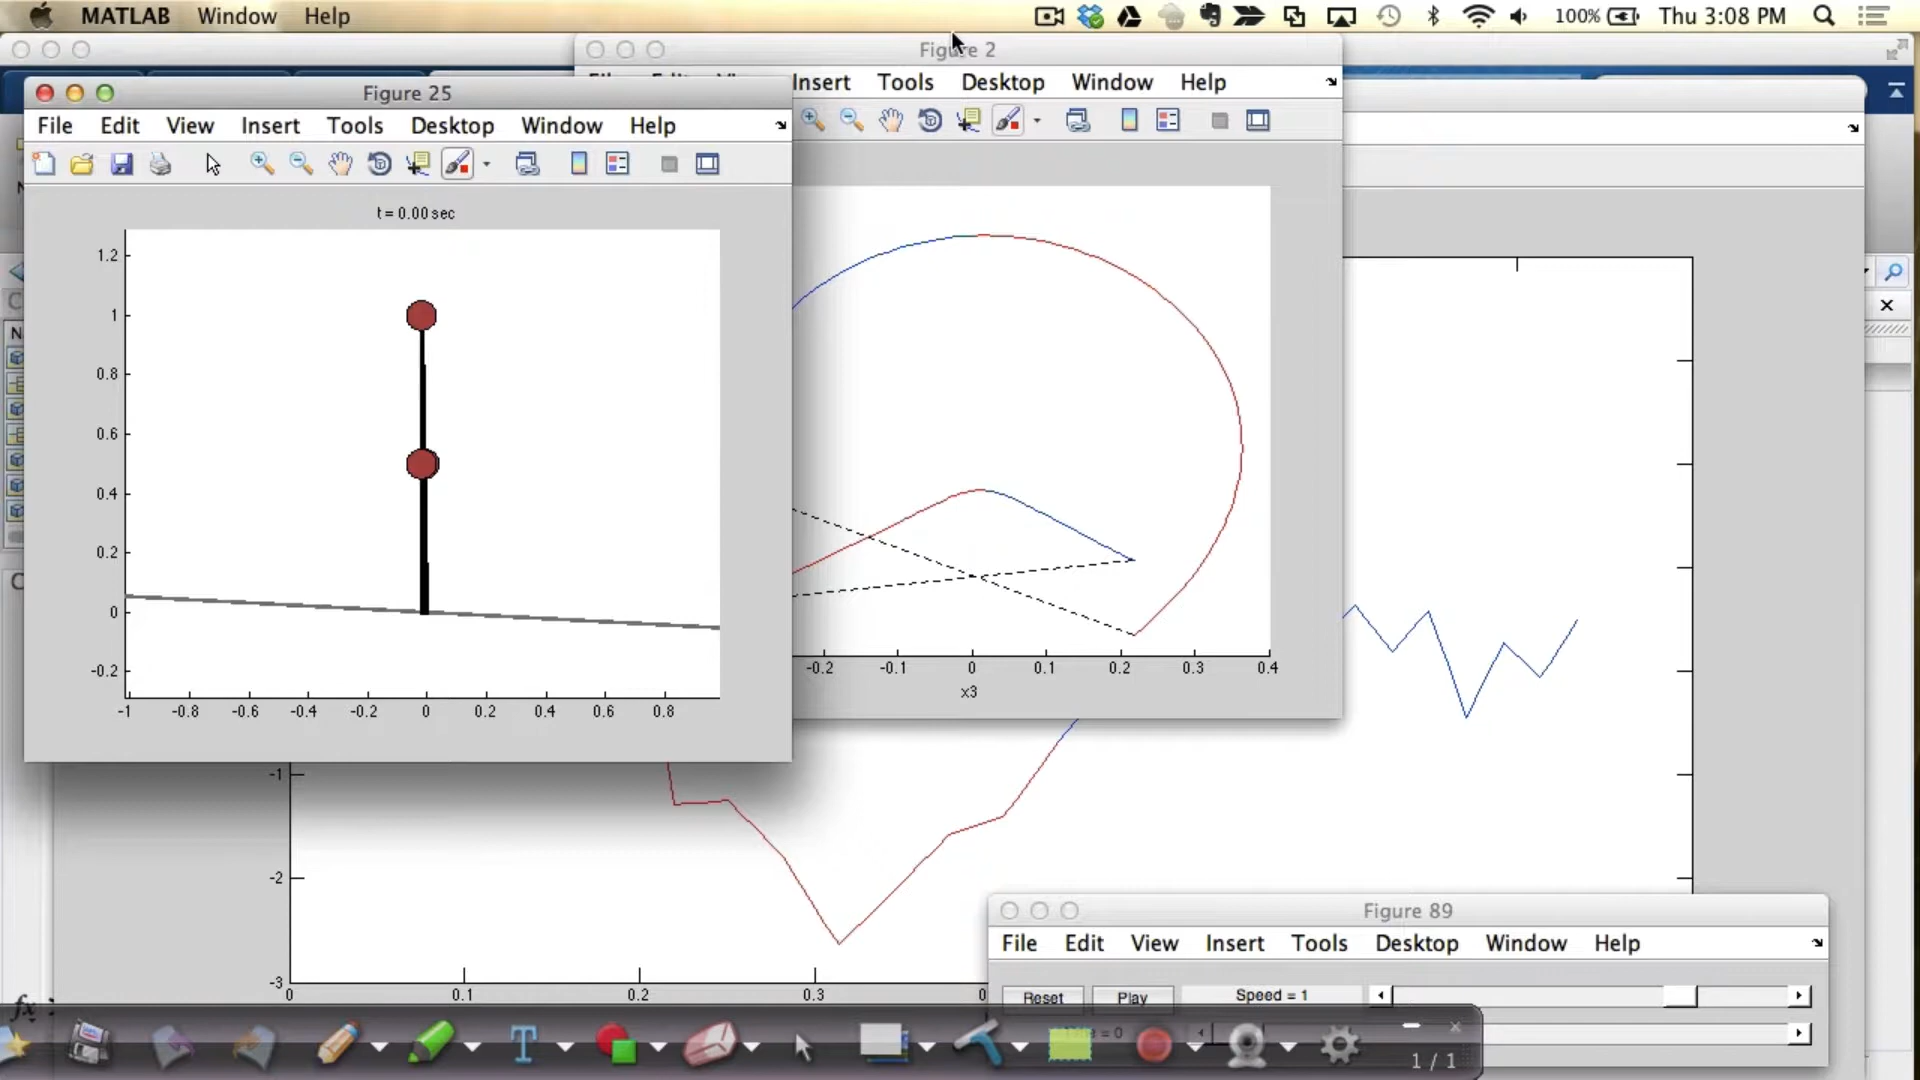 MATLAB Window Help
100% Thu 3:08 PM
Figure 2
Insert Tools Desktop Window Help
Figure 25
File Edit View Insert Tools Desktop Window Help
t = 0.00 sec
1.2
1
0.8
0.6
0.4
0.2
0
-0.2
-1 -0.8 -0.6 -0.4 -0.2 0 0.2 0.4 0.6 0.8
-0.2 -0.1 0 0.1 0.2 0.3 0.4
x3
-1
-2
-3
0 0.1 0.2 0.3
Figure 89
File Edit View Insert Tools Desktop Window Help
Reset Play Speed = 1
= 0
fx
1 / 1